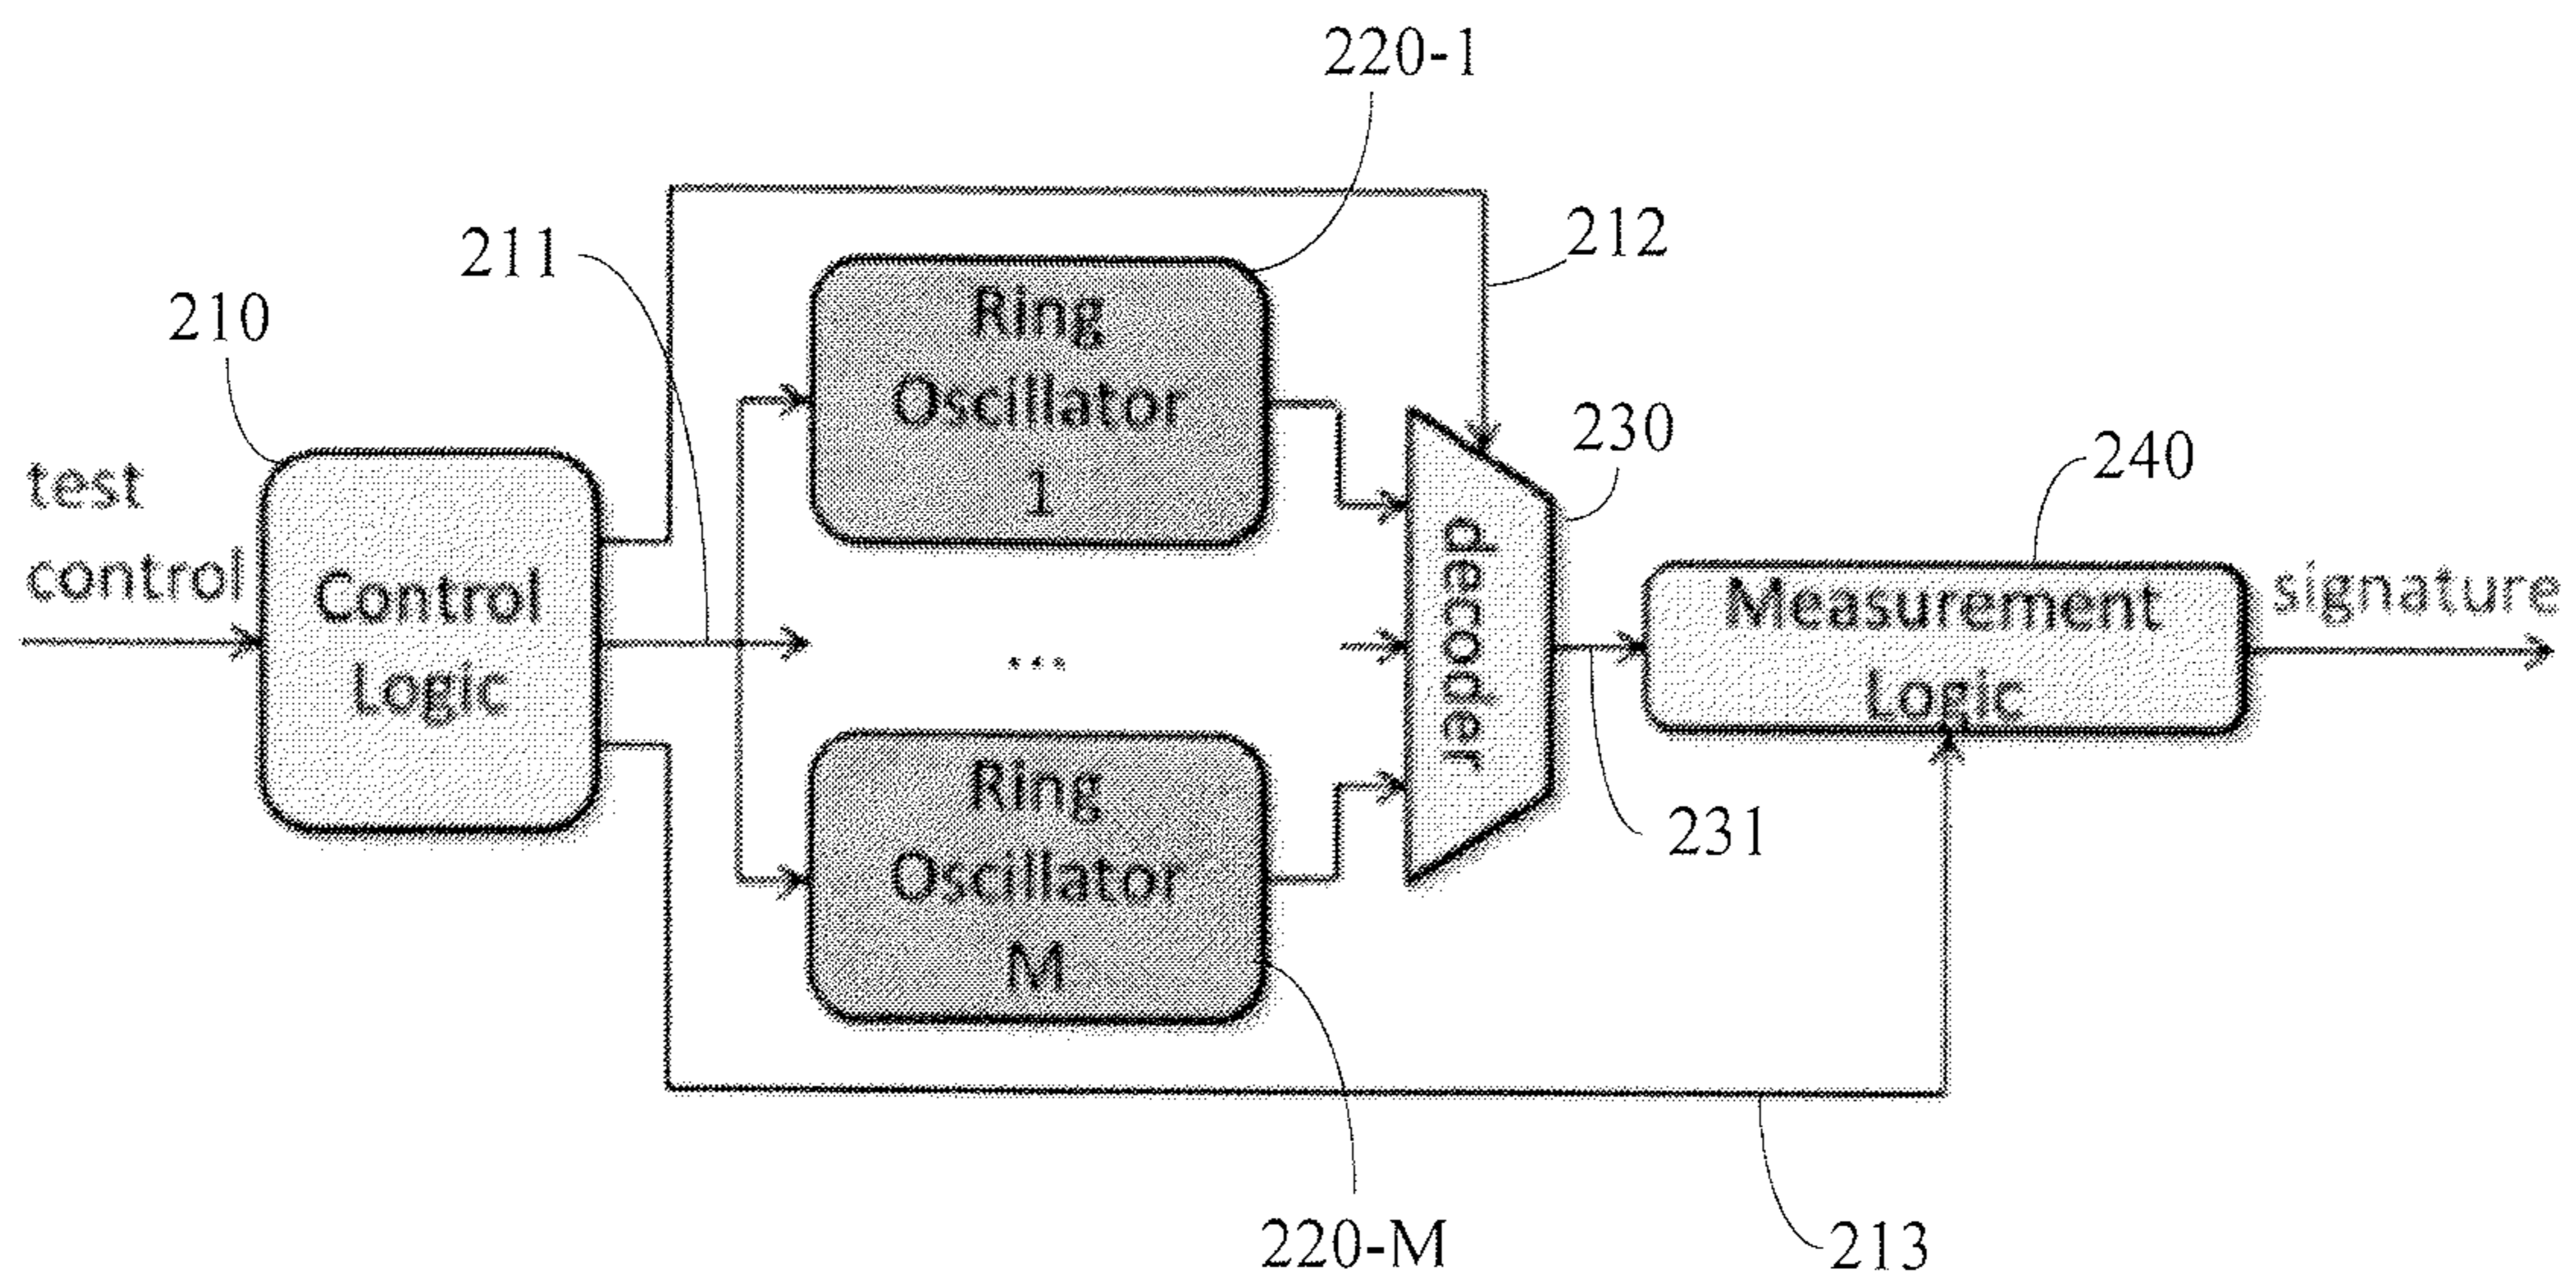 220-1
211
212
210
Ring
Oscillator
1
230
240
test
control
Control
Logic
decoder
Measurement
Logic
signature
...
Ring
Oscillator
M
231
220-M
213